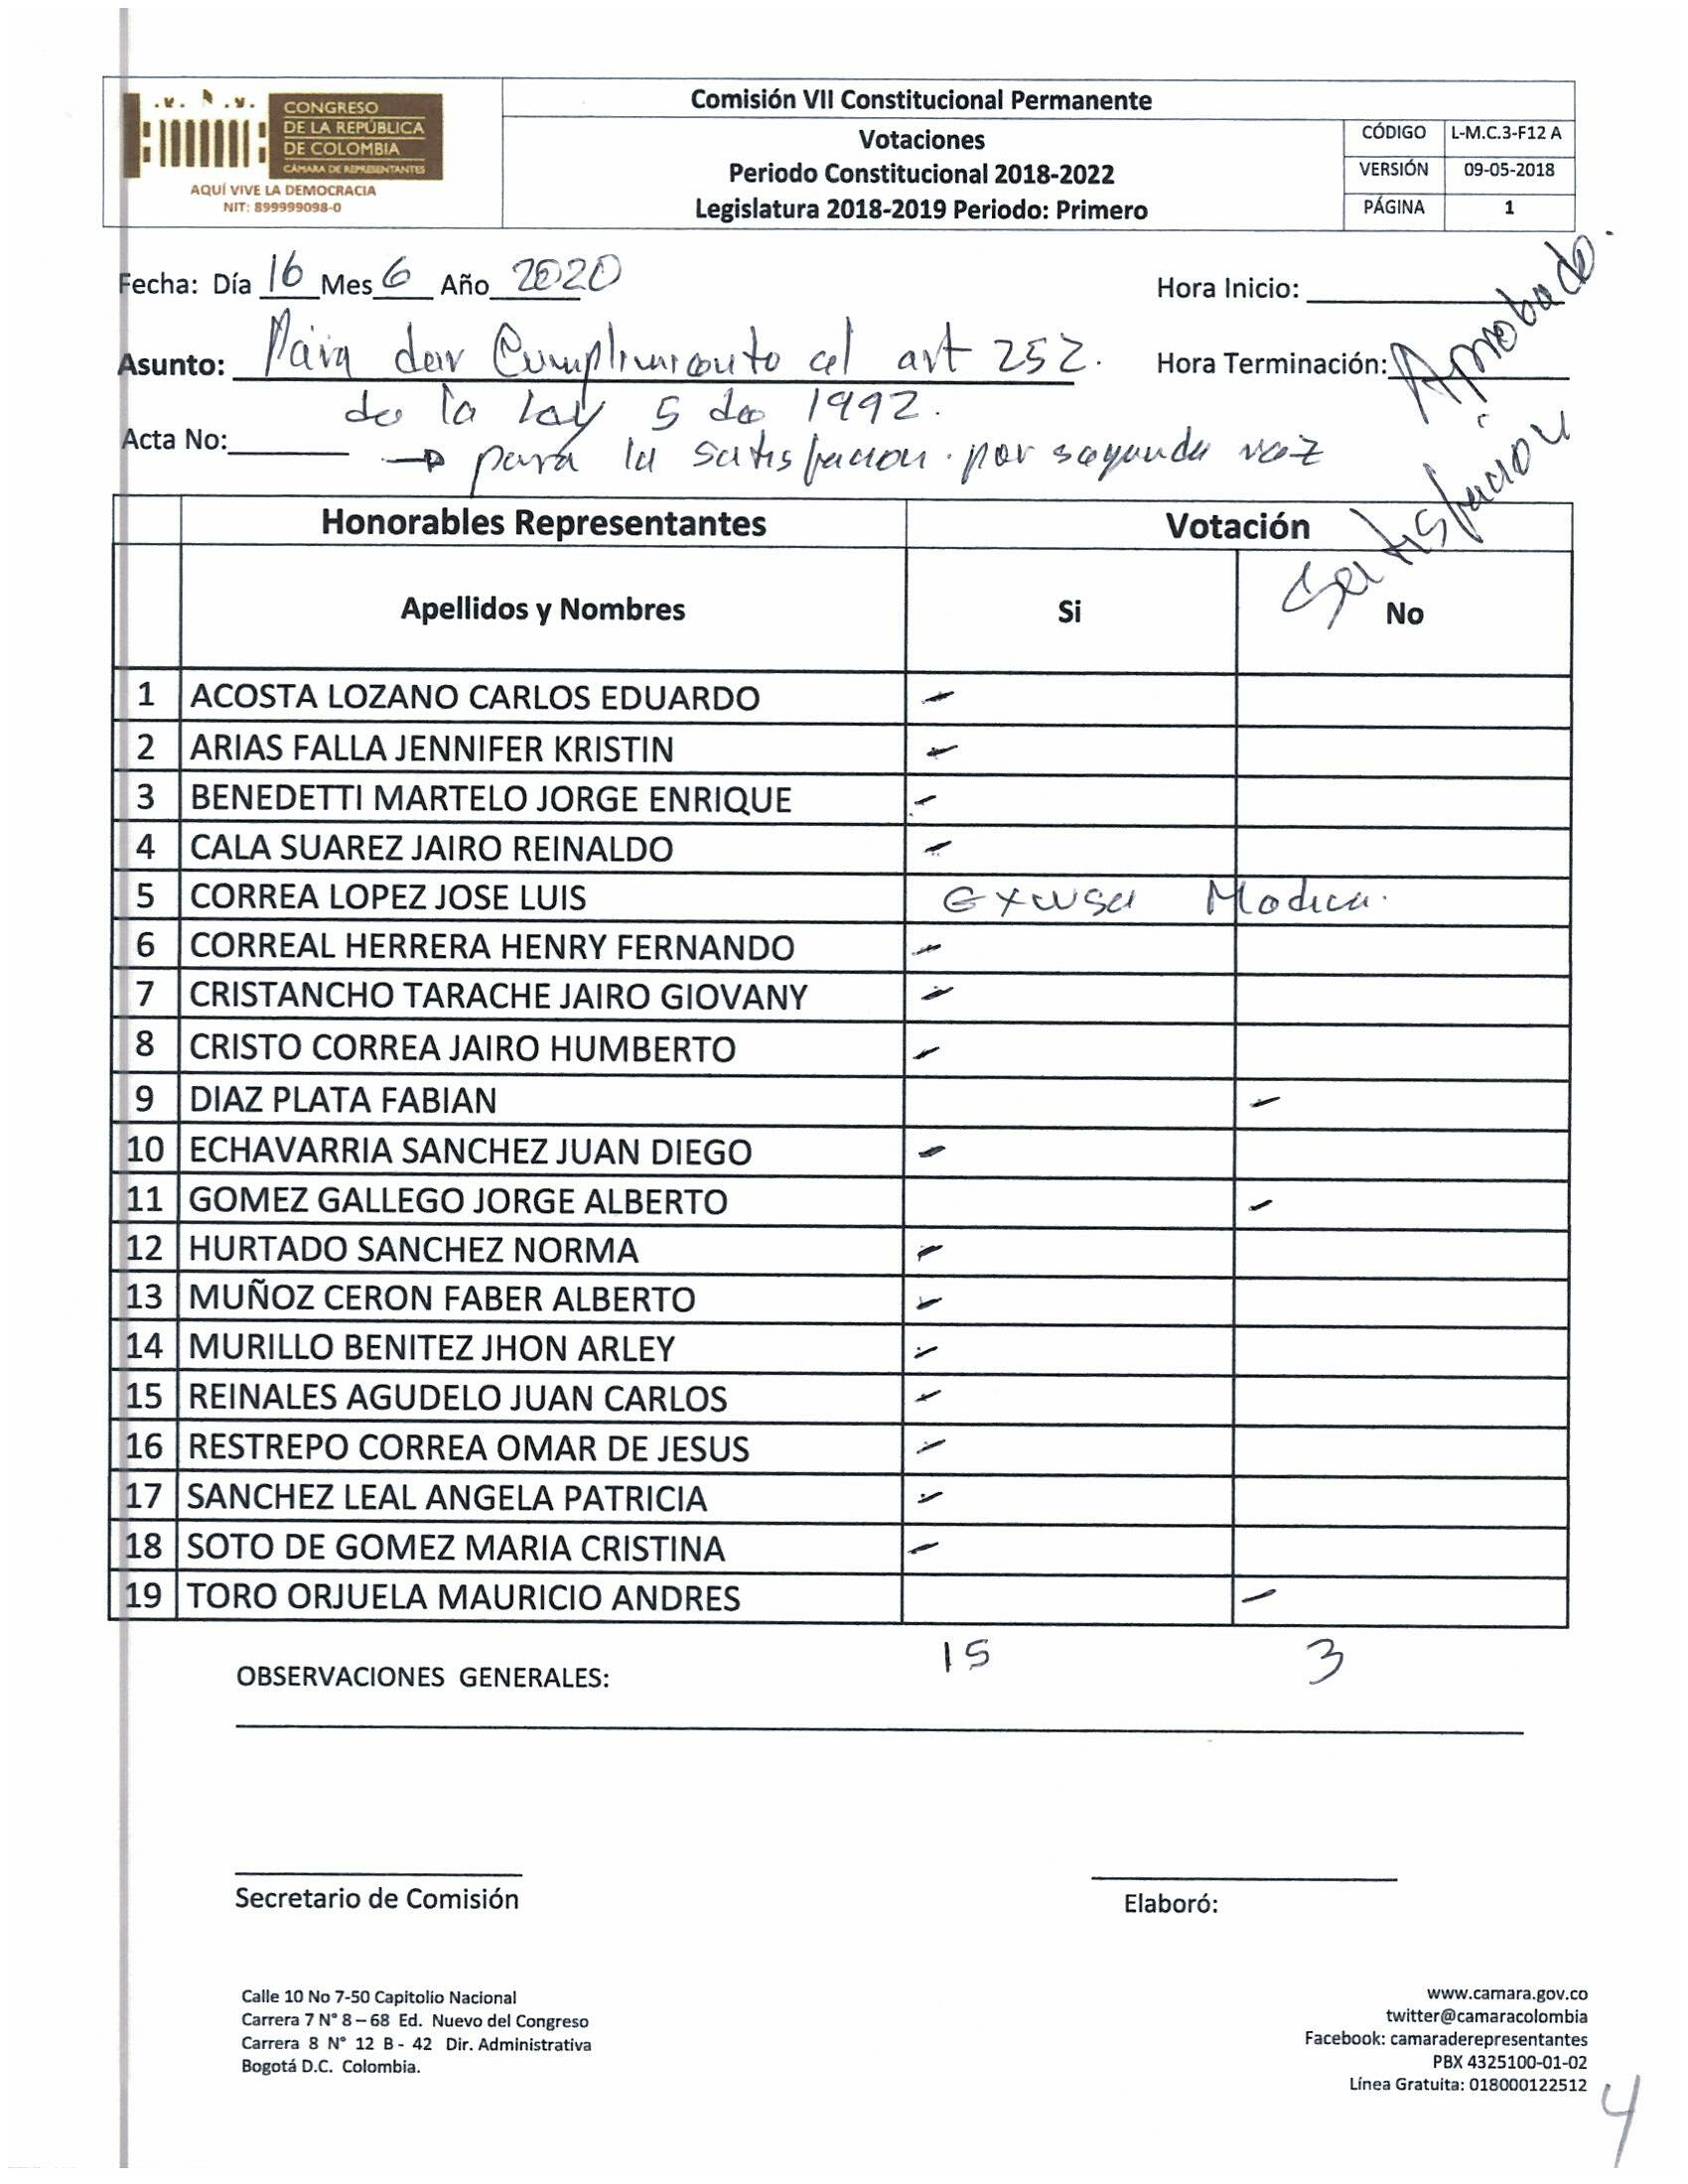 CONGRESO
DE LA REPÚBLICA
DE COLOMBIA
CÁMARA DE REPRESENTANTES
AQUÍ VIVE LA DEMOCRACIA
NIT: 899999098-0
Comisión VII Constitucional Permanente
Votaciones
Periodo Constitucional 2018-2022
Legislatura 2018-2019 Periodo: Primero
CÓDIGO L-M.C.3-F12 A
VERSIÓN 09-05-2018
PÁGINA 1
Fecha: Día 16 Mes 6 Año 2020
Hora Inicio:
Asunto: Para dar Cumplimiento al art 252.
Hora Terminación:
de la Ley 5 de 1992.
Acta No:
→ para la satisfacion. por segunda vez
Aprobado.
Satisfacion
Honorables Representantes Votación
Apellidos y Nombres Si No
1 ACOSTA LOZANO CARLOS EDUARDO
2 ARIAS FALLA JENNIFER KRISTIN
3 BENEDETTI MARTELO JORGE ENRIQUE
4 CALA SUAREZ JAIRO REINALDO
5 CORREA LOPEZ JOSE LUIS Excusa Medica.
6 CORREAL HERRERA HENRY FERNANDO
7 CRISTANCHO TARACHE JAIRO GIOVANY
8 CRISTO CORREA JAIRO HUMBERTO
9 DIAZ PLATA FABIAN
10 ECHAVARRIA SANCHEZ JUAN DIEGO
11 GOMEZ GALLEGO JORGE ALBERTO
12 HURTADO SANCHEZ NORMA
13 MUÑOZ CERON FABER ALBERTO
14 MURILLO BENITEZ JHON ARLEY
15 REINALES AGUDELO JUAN CARLOS
16 RESTREPO CORREA OMAR DE JESUS
17 SANCHEZ LEAL ANGELA PATRICIA
18 SOTO DE GOMEZ MARIA CRISTINA
19 TORO ORJUELA MAURICIO ANDRES
15 3
OBSERVACIONES GENERALES:
Secretario de Comisión
Elaboró:
Calle 10 No 7-50 Capitolio Nacional
Carrera 7 N° 8 – 68 Ed. Nuevo del Congreso
Carrera 8 N° 12 B - 42 Dir. Administrativa
Bogotá D.C. Colombia.
www.camara.gov.co
twitter@camaracolombia
Facebook: camaraderepresentantes
PBX 4325100-01-02
Línea Gratuita: 018000122512
4